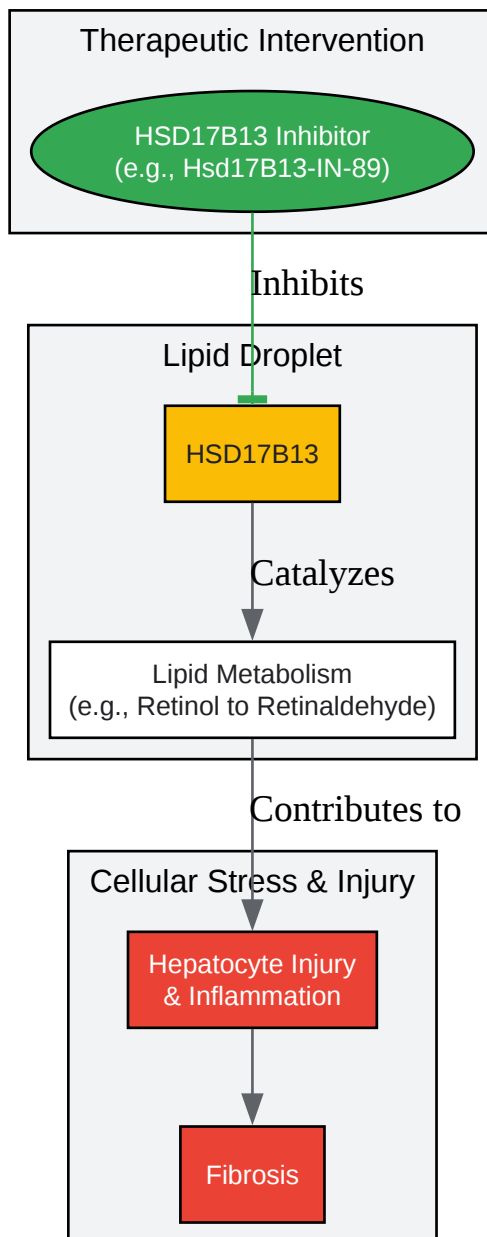 Therapeutic Intervention
HSD17B13 Inhibitor
(e.g., Hsd17B13-IN-89)
Inhibits
Lipid Droplet
HSD17B13
Catalyzes
Lipid Metabolism
(e.g., Retinol to Retinaldehyde)
Contributes to
Cellular Stress & Injury
Hepatocyte Injury
& Inflammation
Fibrosis